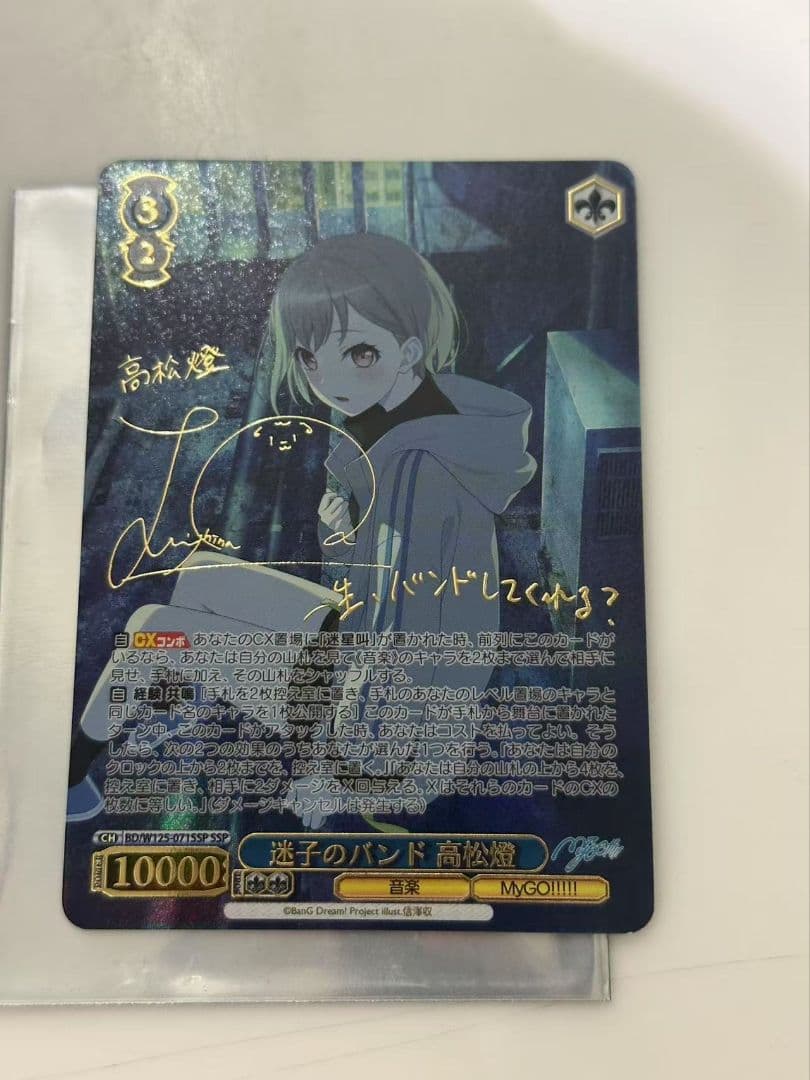 3
2
高松燈
一生、バンドしてくれる?
自 CXコンボ あなたのCX置場に「迷星叫」が置かれた時、前列にこのカードが
いるなら、あなたは自分の山札を見て《音楽》のキャラを2枚まで選んで相手に
見せ、手札に加え、その山札をシャッフルする。
自 経験 共鳴 [手札を2枚控え室に置き、手札のあなたのレベル置場のキャラと
同じカード名のキャラを1枚公開する] このカードが手札から舞台に置かれた
ターン中、このカードがアタックした時、あなたはコストを払ってよい。そう
したら、次の2つの効果のうちあなたが選んだ1つを行う。『あなたは自分の
クロックの上から2枚までを、控え室に置く。』『あなたは自分の山札の上から4枚を、
控え室に置き、相手に2ダメージをX回与える。XはそれらのカードのCXの
枚数に等しい。』(ダメージキャンセルは発生する)
CH BD/W125-071SSP SSP
迷子のバンド 高松燈
10000
音楽 MyGO!!!!!
©BanG Dream! Project illust.信澤収